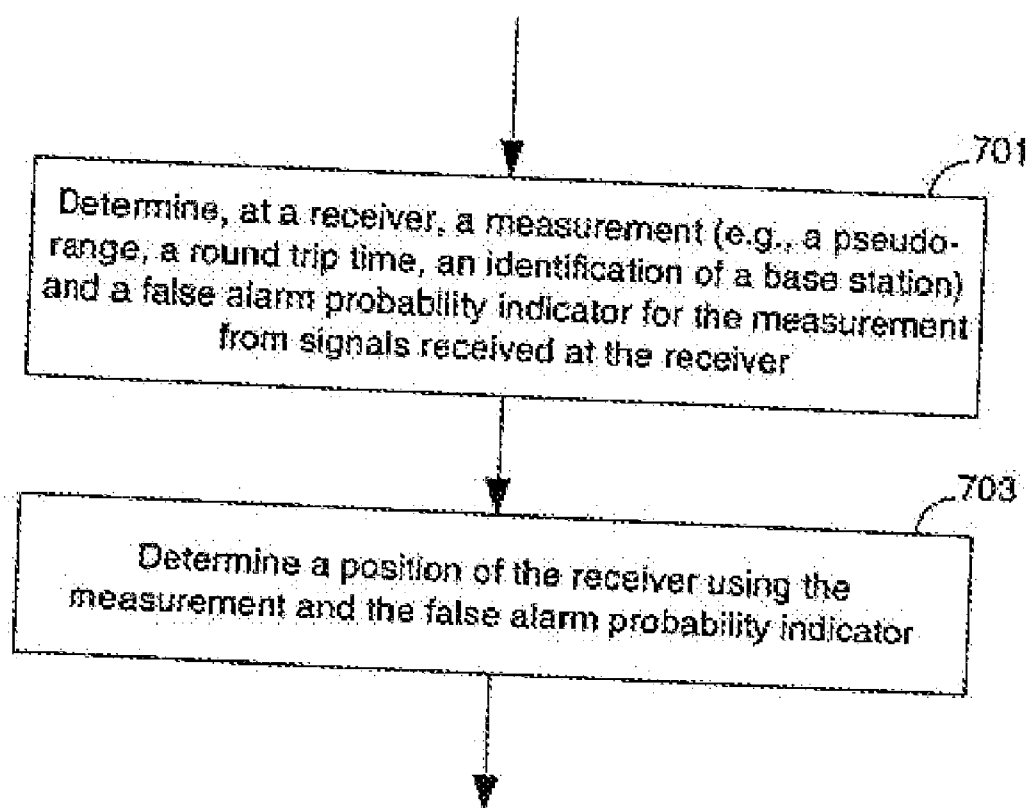 701
Determine, at a receiver, a measurement (e.g., a pseudo-
range, a round trip time, an identification of a base station)
and a false alarm probability indicator for the measurement
from signals received at the receiver
703
Determine a position of the receiver using the
measurement and the false alarm probability indicator